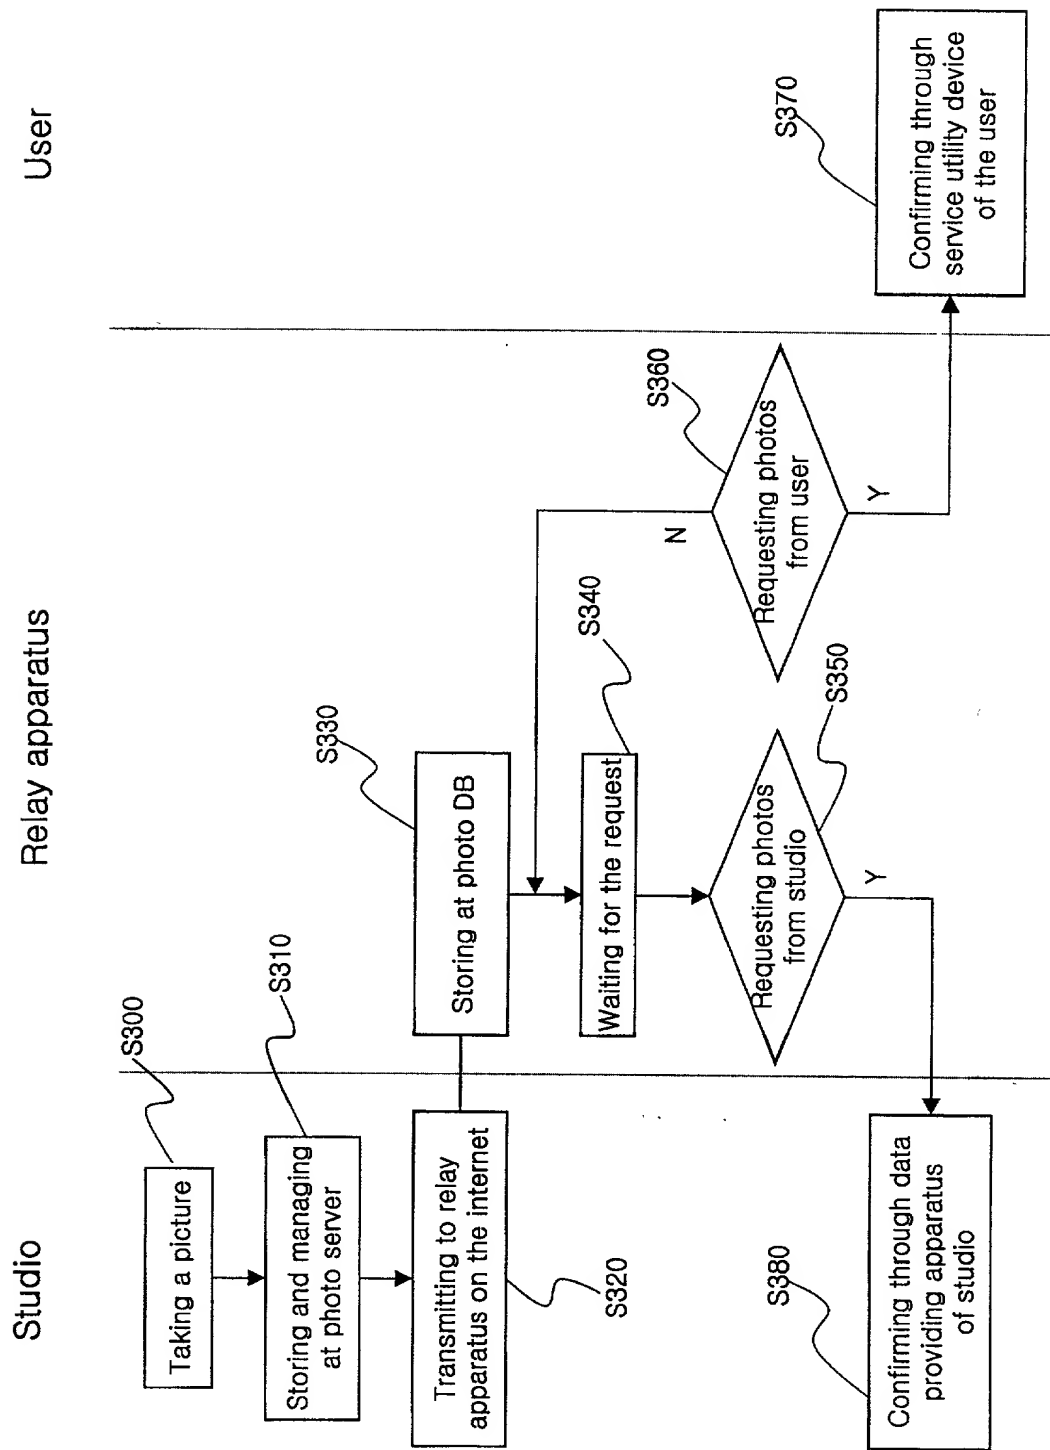 Studio
Relay apparatus
User
S300
Taking a picture
S310
Storing and managing
at photo server
Transmitting to relay
apparatus on the internet
S320
S330
Storing at photo DB
S340
Waiting for the request
Requesting photos
from studio
S350
Y
S360
Requesting photos
from user
N
Y
S370
Confirming through
service utility device
of the user
S380
Confirming through data
providing apparatus
of studio